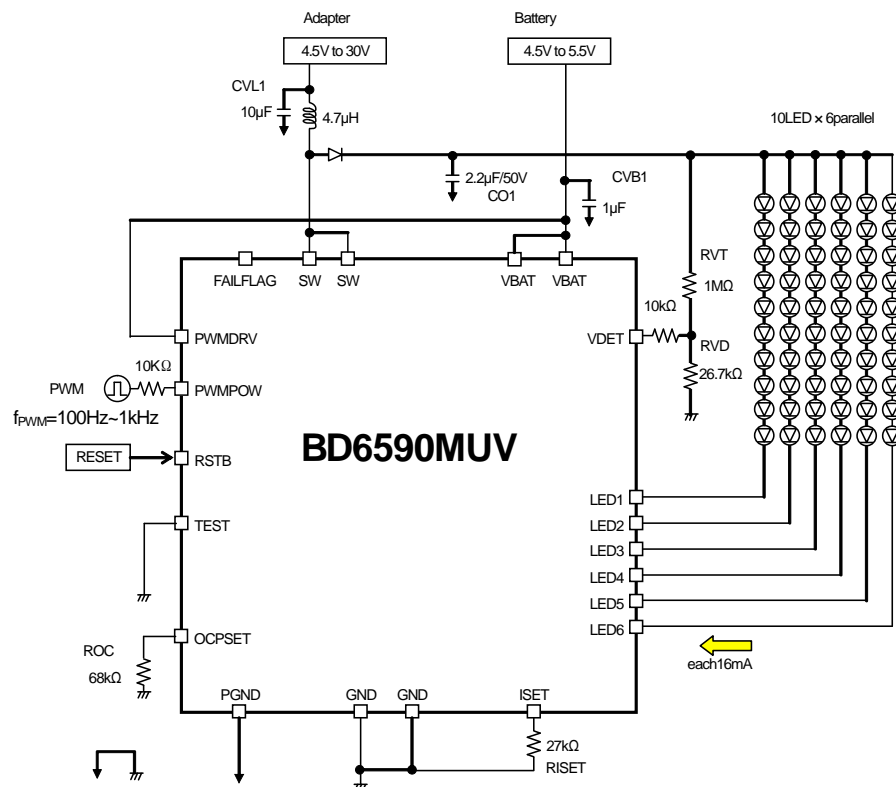 Adapter
Battery
4.5V to 30V
4.5V to 5.5V
CVL1
10µF
4.7µH
10LED × 6parallel
2.2µF/50V
CO1
CVB1
1µF
FAILFLAG
SW
SW
VBAT
VBAT
RVT
1MΩ
10kΩ
PWMDRV
VDET
RVD
26.7kΩ
10KΩ
PWM
PWMPOW
fPWM=100Hz~1kHz
BD6590MUV
RESET
RSTB
LED1
TEST
LED2
LED3
LED4
LED5
LED6
OCPSET
ROC
68kΩ
each16mA
PGND
GND
GND
ISET
27kΩ
RISET